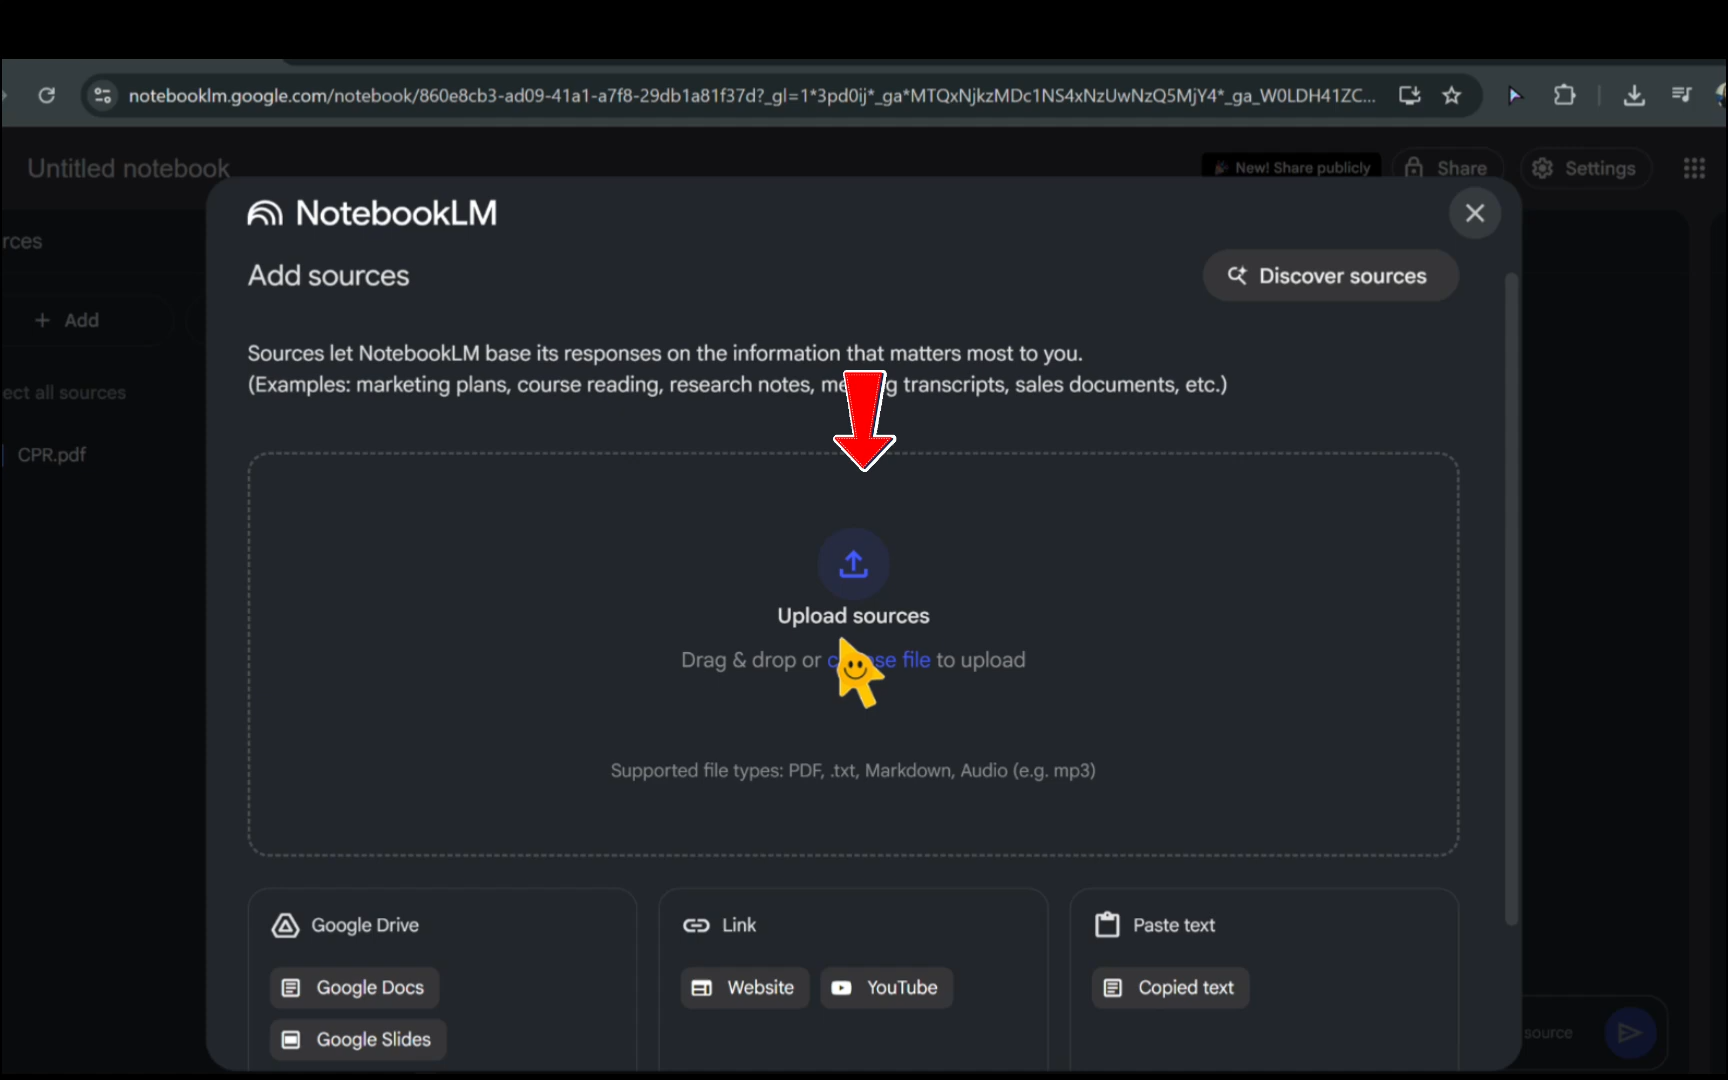 notebooklm.google.com/notebook/860e8cb3-ad09-41a1-a7f8-29db1a81f37d?_gl=1*3pd0ij*_ga*MTQxNjkzMDc1NS4xNzUwNzQ5MjY4*_ga_W0LDH41ZC...
Untitled notebook
New! Share publicly
Share
Settings
NotebookLM
rces
Add sources
Discover sources
+ Add
Sources let NotebookLM base its responses on the information that matters most to you.
(Examples: marketing plans, course reading, research notes, transcripts, sales documents, etc.)
ect all sources
CPR.pdf
Upload sources
Drag & drop or file to upload
Supported file types: PDF, .txt, Markdown, Audio (e.g. mp3)
Google Drive
Link
Paste text
Google Docs
Website
YouTube
Copied text
Google Slides
source